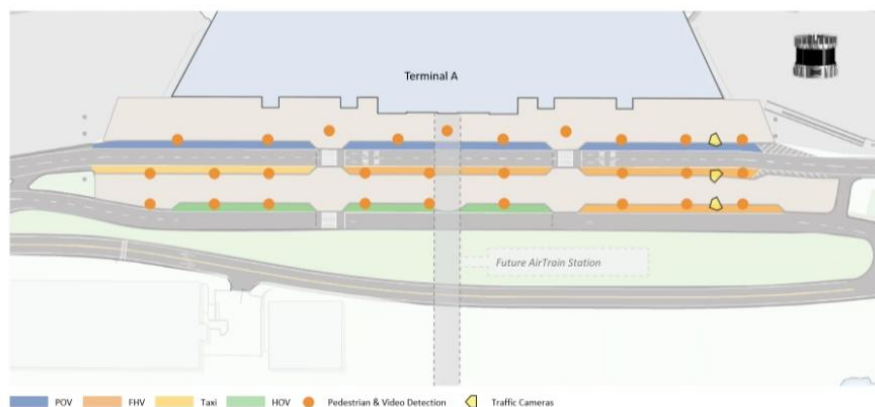 Terminal A
Future AirTrain Station
POV FHV Taxi HOV Pedestrian & Video Detection Traffic Cameras